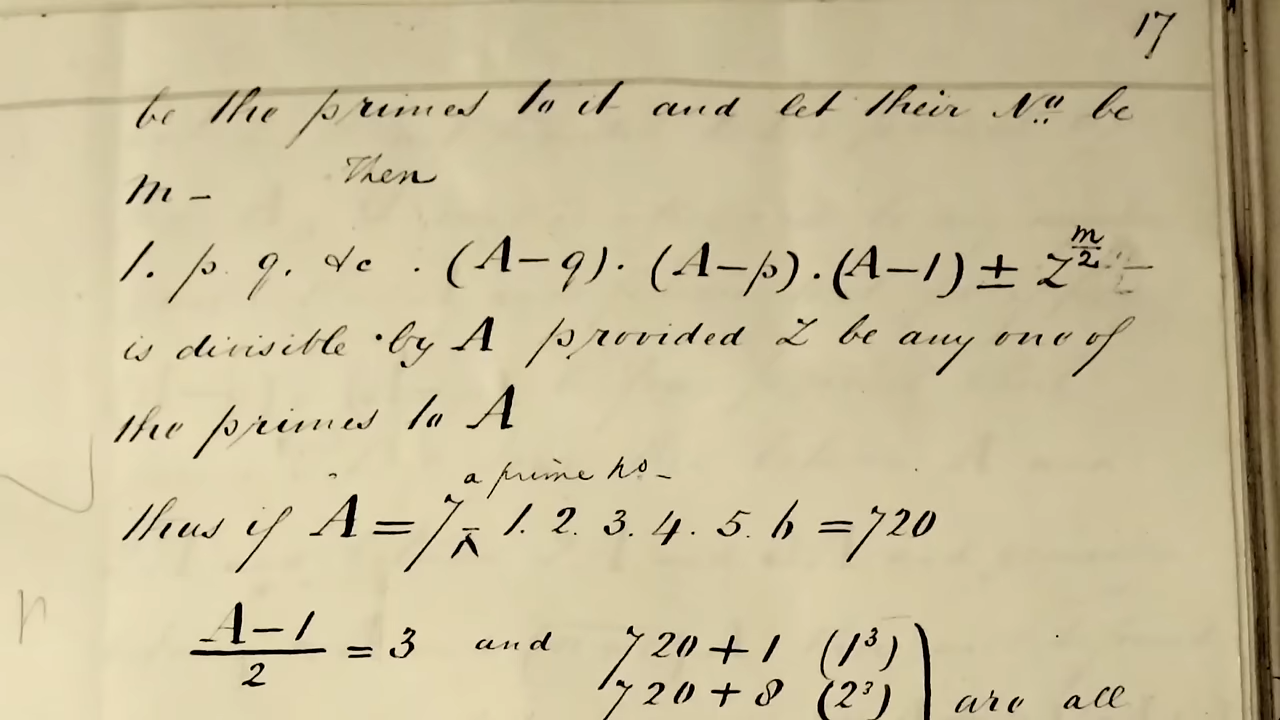 17
be the primes to it and let their No. be
m – Then
1. p. q. &c . (A–q). (A–p).(A–1) ± Z^{m/2}
is divisible by A provided Z be any one of
the primes to A
a prime no –
thus if A = 7 ⁁ 1. 2. 3. 4. 5. 6 = 720
(A–1)/2 = 3 and 720 + 1 (1³)
720 + 8 (2³) are all